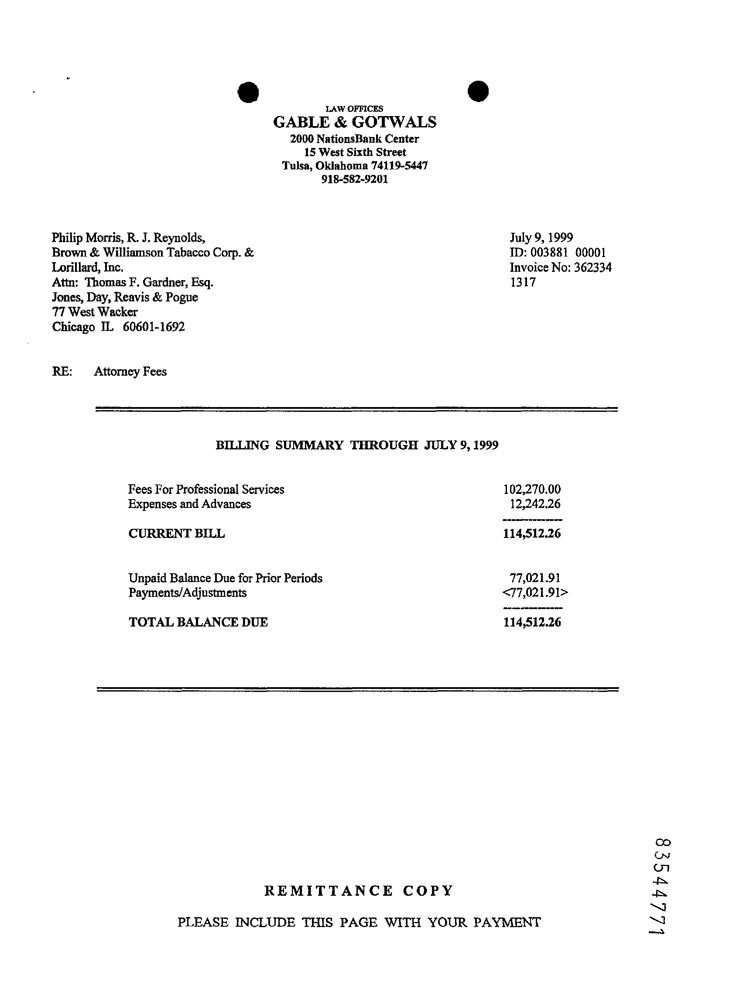 LAW OFFICES
GABLE & GOTWALS
2000 NationsBank Center
15 West Sixth Street
Tulsa, Oklahoma 74119-5447
918-582-9201
Philip Morris, R. J. Reynolds,
Brown & Williamson Tabacco Corp. &
Lorillard, Inc.
Attn: Thomas F. Gardner, Esq.
Jones, Day, Reavis & Pogue
77 West Wacker
Chicago IL 60601-1692
July 9, 1999
ID: 003881 00001
Invoice No: 362334
1317
RE: Attorney Fees
BILLING SUMMARY THROUGH JULY 9, 1999
Fees For Professional Services 102,270.00
Expenses and Advances 12,242.26
CURRENT BILL 114,512.26
Unpaid Balance Due for Prior Periods 77,021.91
Payments/Adjustments <77,021.91>
TOTAL BALANCE DUE 114,512.26
REMITTANCE COPY
PLEASE INCLUDE THIS PAGE WITH YOUR PAYMENT
83544771